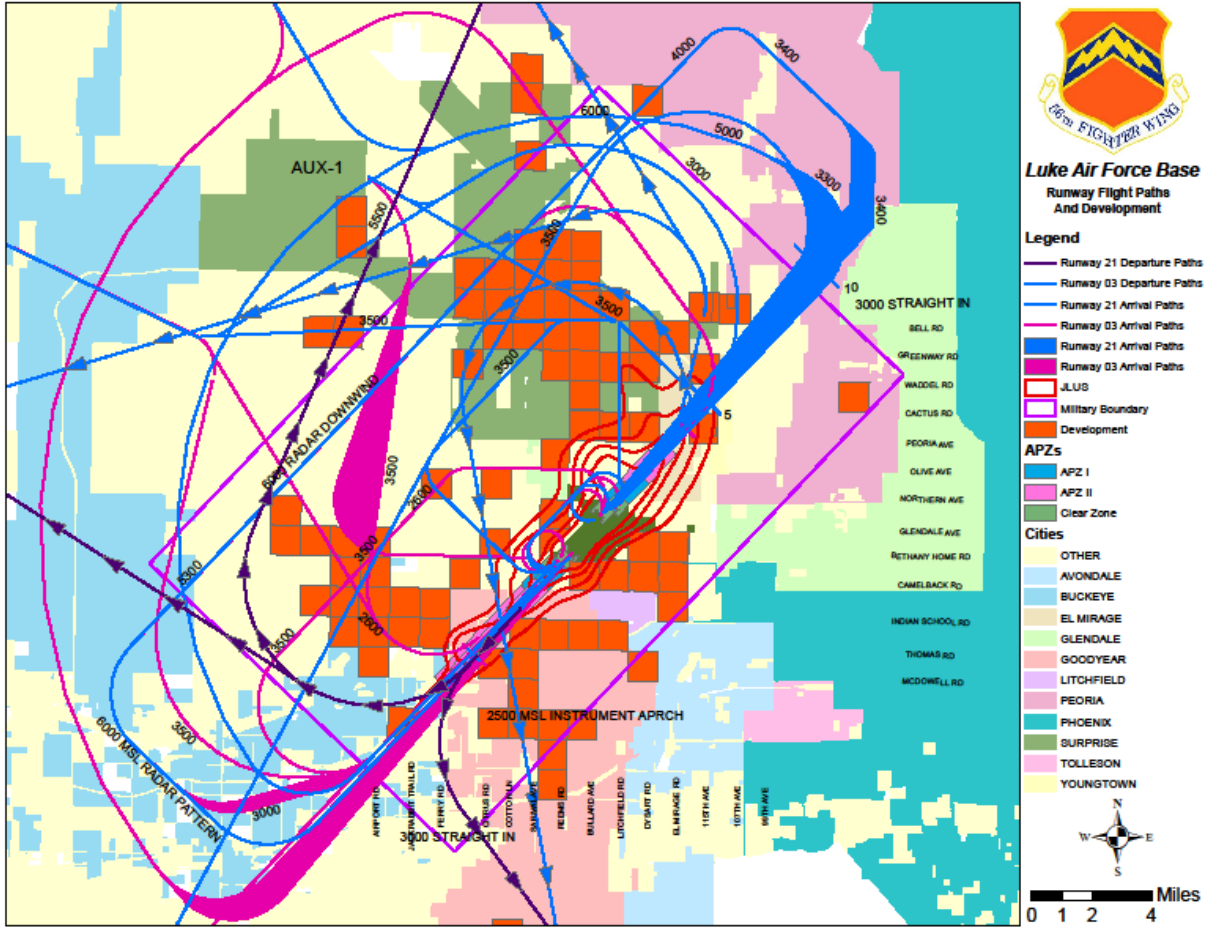 4000
3400
6000
5000
3000
3300
3400
AUX-1
5500
3500
10
3000 STRAIGHT IN
3500
3500
3500
5
6000 RADAR DOWNWIND
3500
2600
3500
5300
2600
3500
6000 MSL RADAR PATTERN
3500
3000
2500 MSL INSTRUMENT APRCH
3000 STRAIGHT IN
BELL RD
GREENWAY RD
WADDEL RD
CACTUS RD
PEORIA AVE
OLIVE AVE
NORTHERN AVE
GLENDALE AVE
BETHANY HOME RD
CAMELBACK RD
INDIAN SCHOOL RD
THOMAS RD
MCDOWELL RD
AIRPORT RD
PERRY RD
CITRUS RD
COTTON LN
REEMS RD
BULLARD AVE
LITCHFIELD RD
DYSART RD
EL MIRAGE RD
115TH AVE
107TH AVE
99TH AVE
56TH FIGHTER WING
Luke Air Force Base
Runway Flight Paths
And Development
Legend
Runway 21 Departure Paths
Runway 03 Departure Paths
Runway 21 Arrival Paths
Runway 03 Arrival Paths
Runway 21 Arrival Paths
Runway 03 Arrival Paths
JLUS
Military Boundary
Development
APZs
APZ I
APZ II
Clear Zone
Cities
OTHER
AVONDALE
BUCKEYE
EL MIRAGE
GLENDALE
GOODYEAR
LITCHFIELD
PEORIA
PHOENIX
SURPRISE
TOLLESON
YOUNGTOWN
N
W E
S
Miles
0 1 2 4